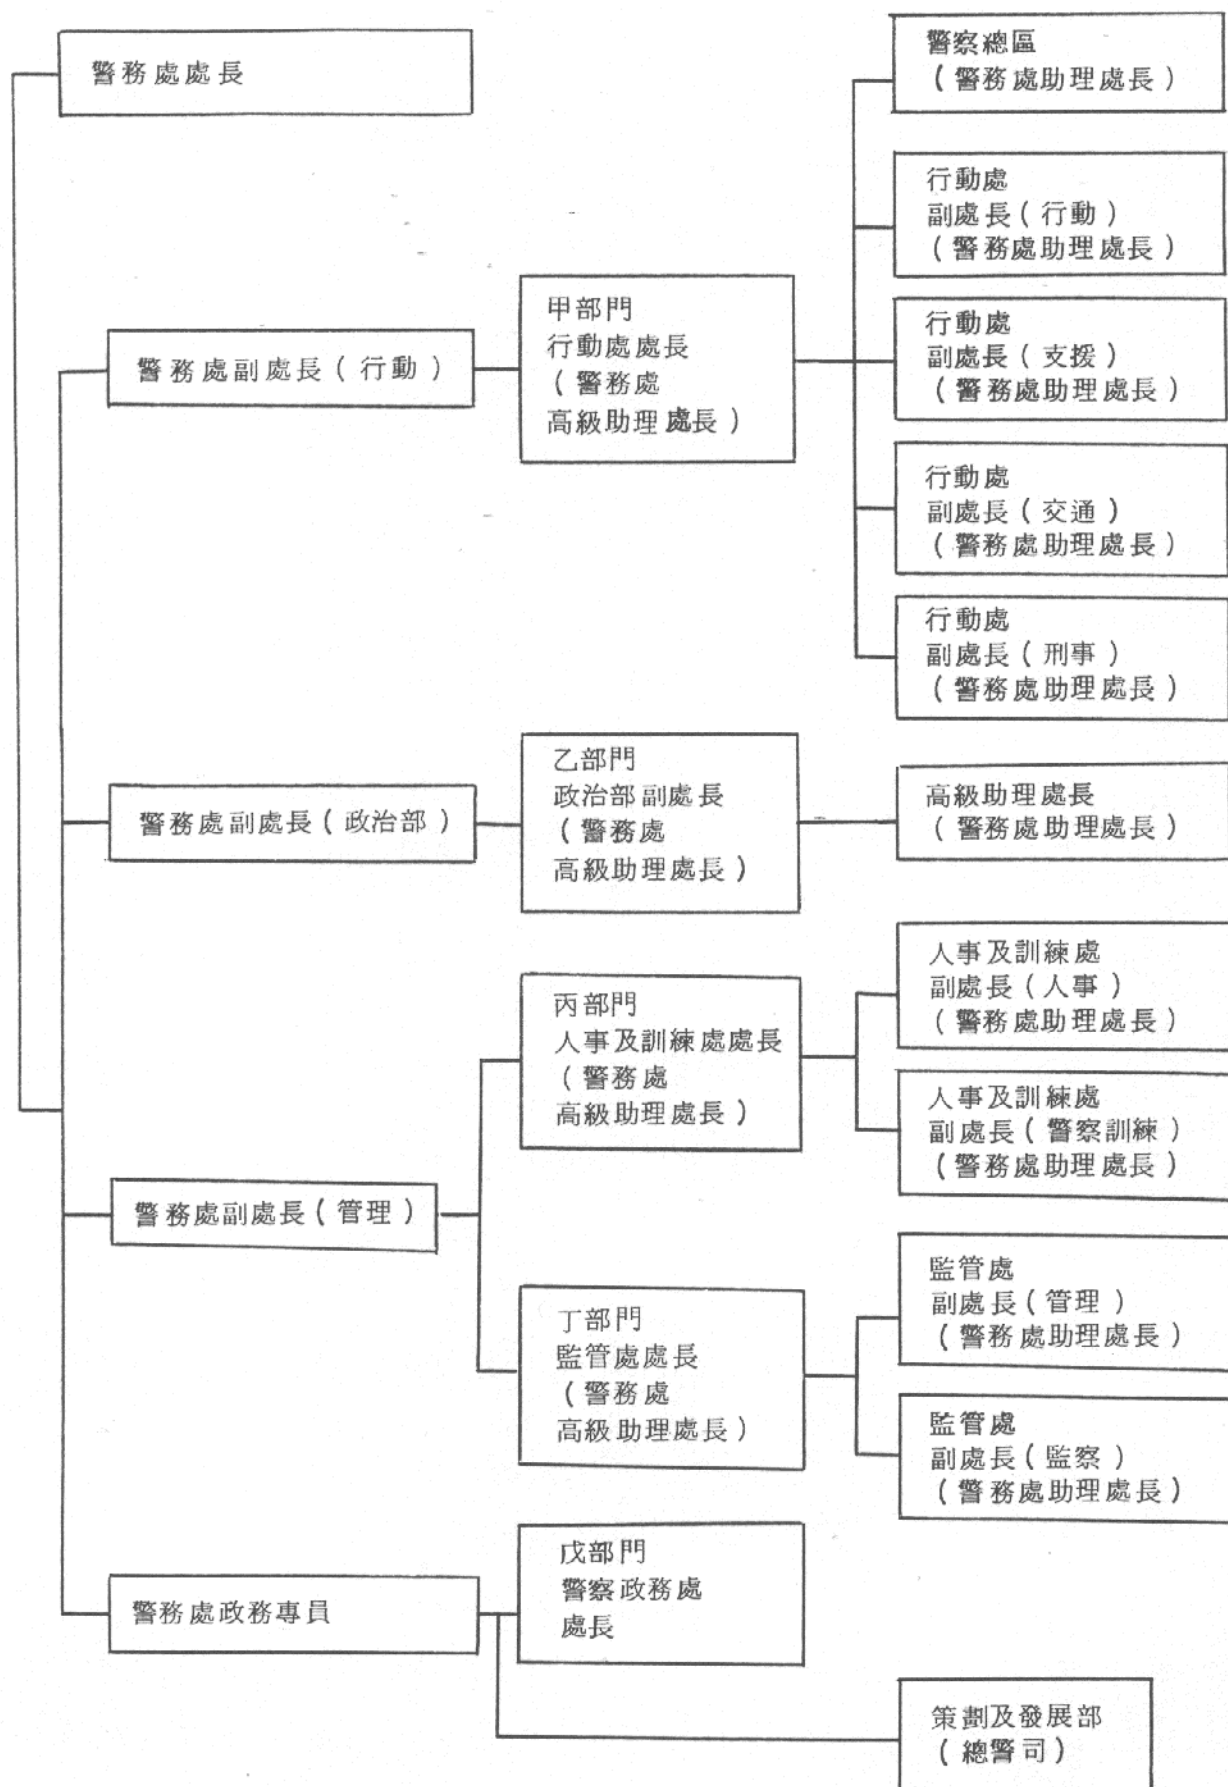 警務處處長
警務處副處長(行動)
甲部門
行動處處長
(警務處
高級助理處長)
警察總區
(警務處助理處長)
行動處
副處長(行動)
(警務處助理處長)
行動處
副處長(支援)
(警務處助理處長)
行動處
副處長(交通)
(警務處助理處長)
行動處
副處長(刑事)
(警務處助理處長)
警務處副處長(政治部)
乙部門
政治部副處長
(警務處
高級助理處長)
高級助理處長
(警務處助理處長)
警務處副處長(管理)
丙部門
人事及訓練處處長
(警務處
高級助理處長)
人事及訓練處
副處長(人事)
(警務處助理處長)
人事及訓練處
副處長(警察訓練)
(警務處助理處長)
丁部門
監管處處長
(警務處
高級助理處長)
監管處
副處長(管理)
(警務處助理處長)
監管處
副處長(監察)
(警務處助理處長)
警務處政務專員
戊部門
警察政務處
處長
策劃及發展部
(總警司)